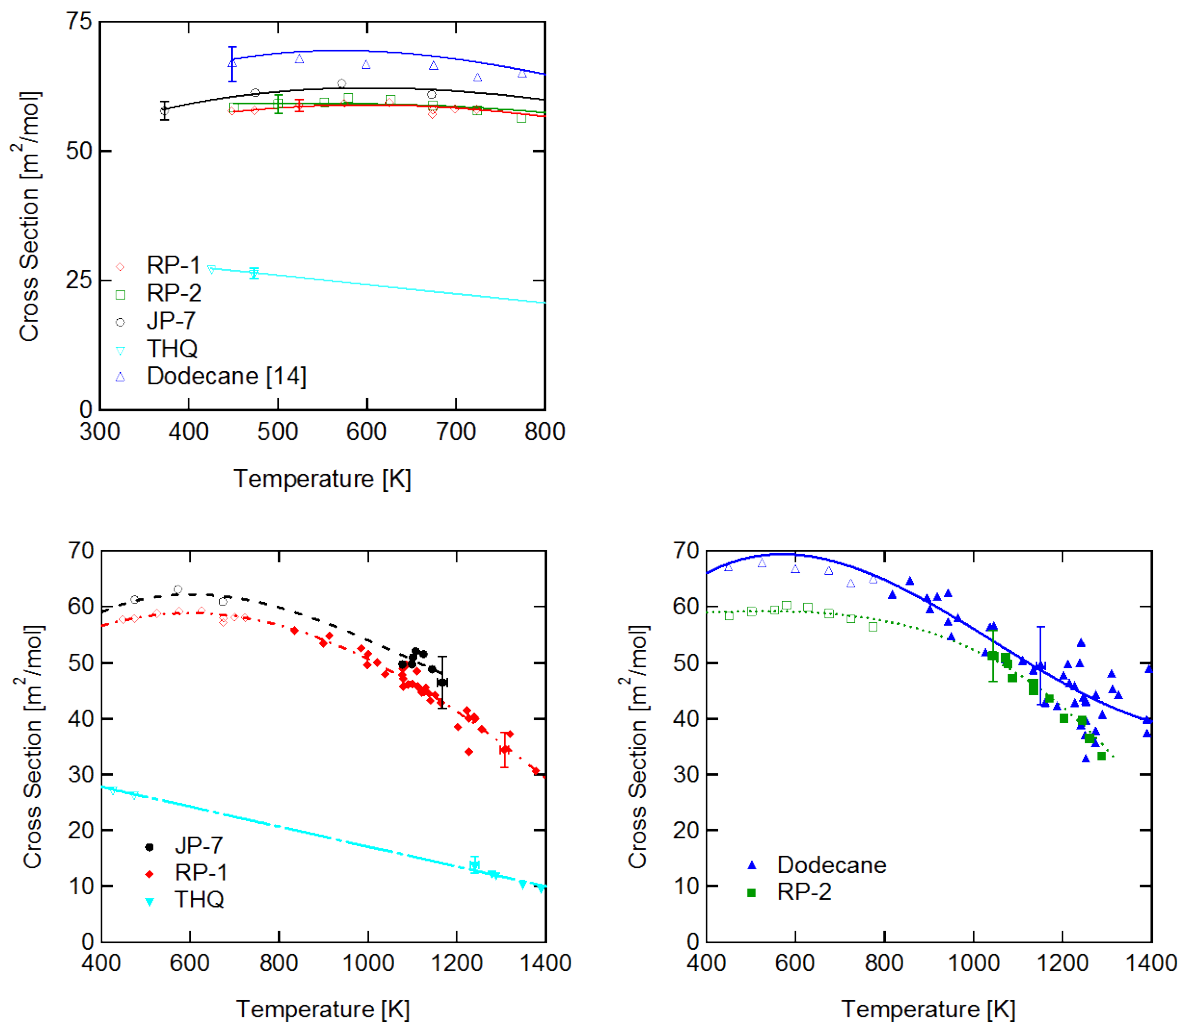 75
50
25
0
Cross Section [m²/mol]
RP-1
RP-2
JP-7
THQ
Dodecane [14]
300 400 500 600 700 800
Temperature [K]
70
60
50
40
30
20
10
0
Cross Section [m²/mol]
JP-7
RP-1
THQ
400 600 800 1000 1200 1400
Temperature [K]
70
60
50
40
30
20
10
0
Cross Section [m²/mol]
Dodecane
RP-2
400 600 800 1000 1200 1400
Temperature [K]